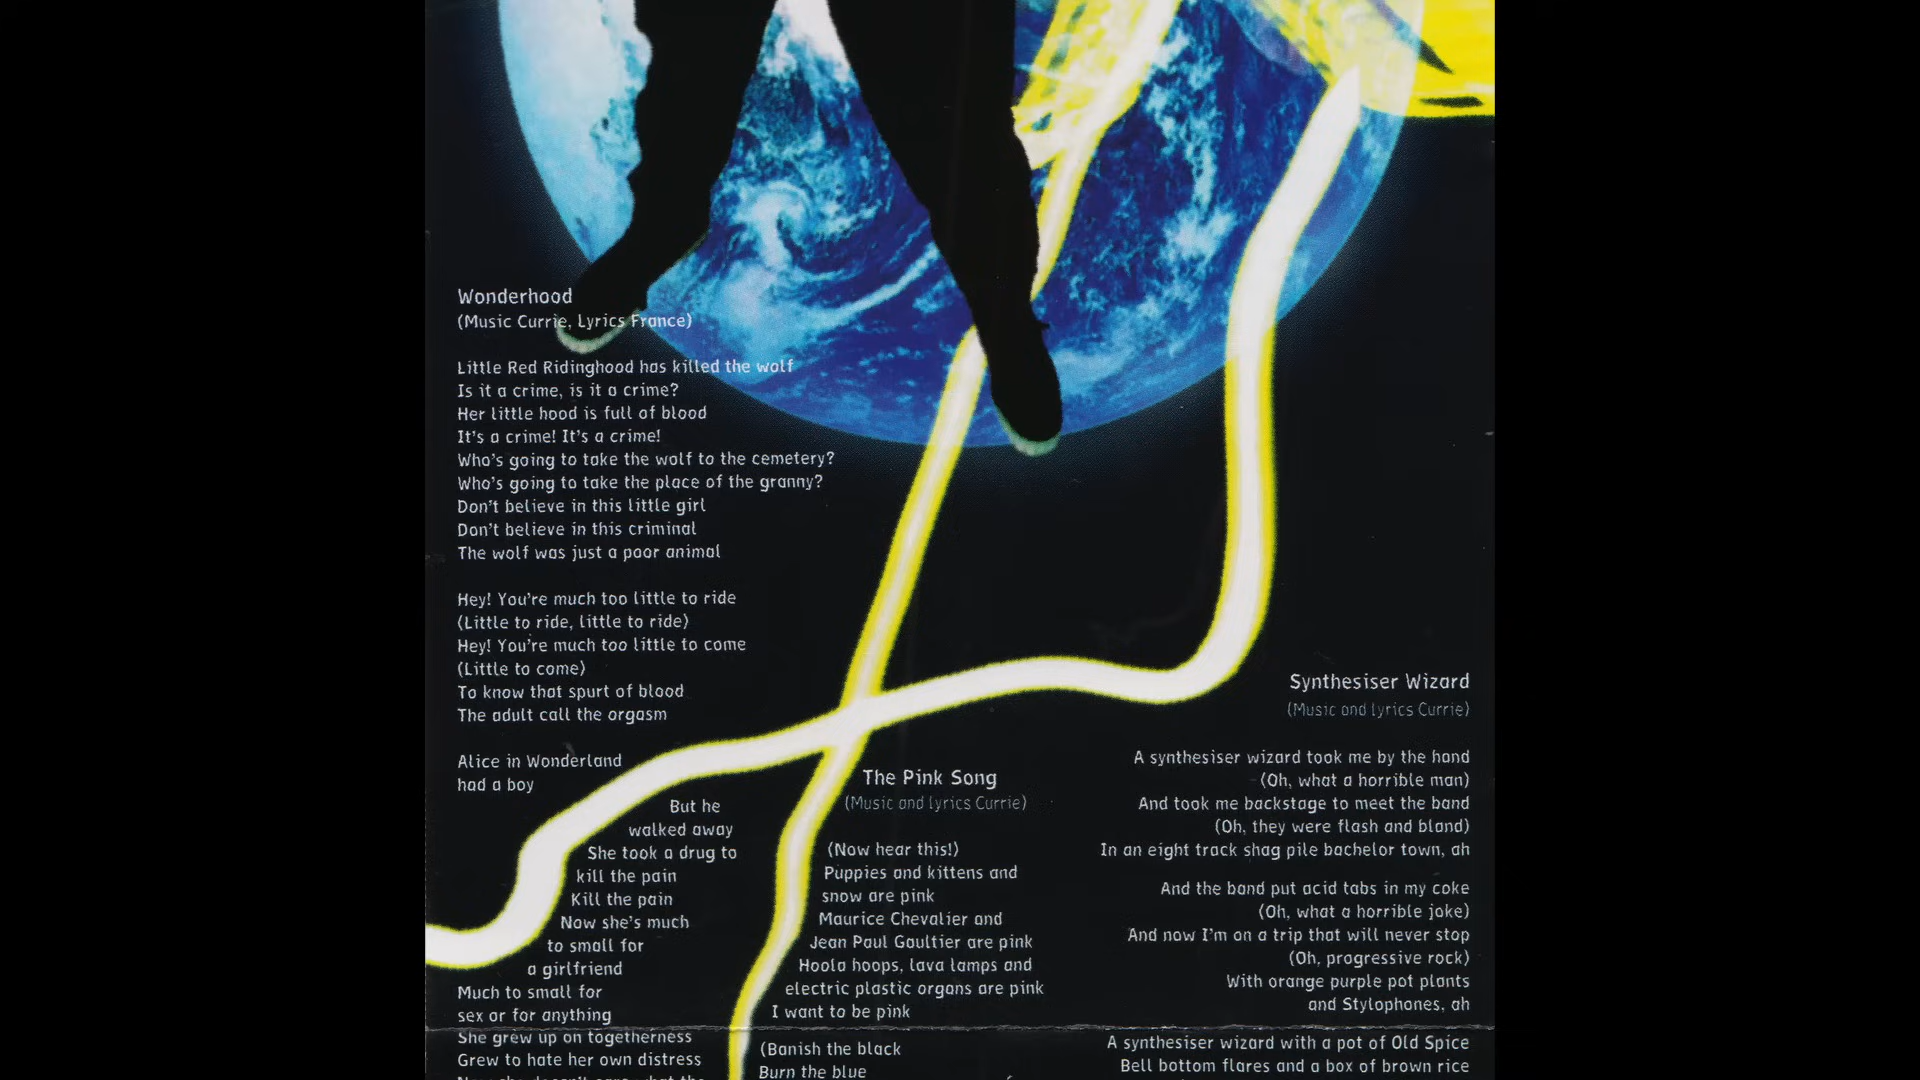 Wonderhood
(Music Currie, Lyrics France)
Little Red Ridinghood has killed the wolf
Is it a crime, is it a crime?
Her little hood is full of blood
It's a crime! It's a crime!
Who's going to take the wolf to the cemetery?
Who's going to take the place of the granny?
Don't believe in this little girl
Don't believe in this criminal
The wolf was just a poor animal
Hey! You're much too little to ride
(Little to ride, little to ride)
Hey! You're much too little to come
(Little to come)
To know that spurt of blood
The adult call the orgasm
Alice in Wonderland
had a boy
But he
walked away
She took a drug to
kill the pain
Kill the pain
Now she's much
to small for
a girlfriend
Much to small for
sex or for anything
She grew up on togetherness
Grew to hate her own distress
The Pink Song
(Music and lyrics Currie)
(Now hear this!)
Puppies and kittens and
snow are pink
Maurice Chevalier and
Jean Paul Gaultier are pink
Hoola hoops, lava lamps and
electric plastic organs are pink
I want to be pink
(Banish the black
Burn the blue
Synthesiser Wizard
(Music and lyrics Currie)
A synthesiser wizard took me by the hand
(Oh, what a horrible man)
And took me backstage to meet the band
(Oh, they were flash and bland)
In an eight track shag pile bachelor town, ah
And the band put acid tabs in my coke
(Oh, what a horrible joke)
And now I'm on a trip that will never stop
(Oh, progressive rock)
With orange purple pot plants
and Stylophones, ah
A synthesiser wizard with a pot of Old Spice
Bell bottom flares and a box of brown rice